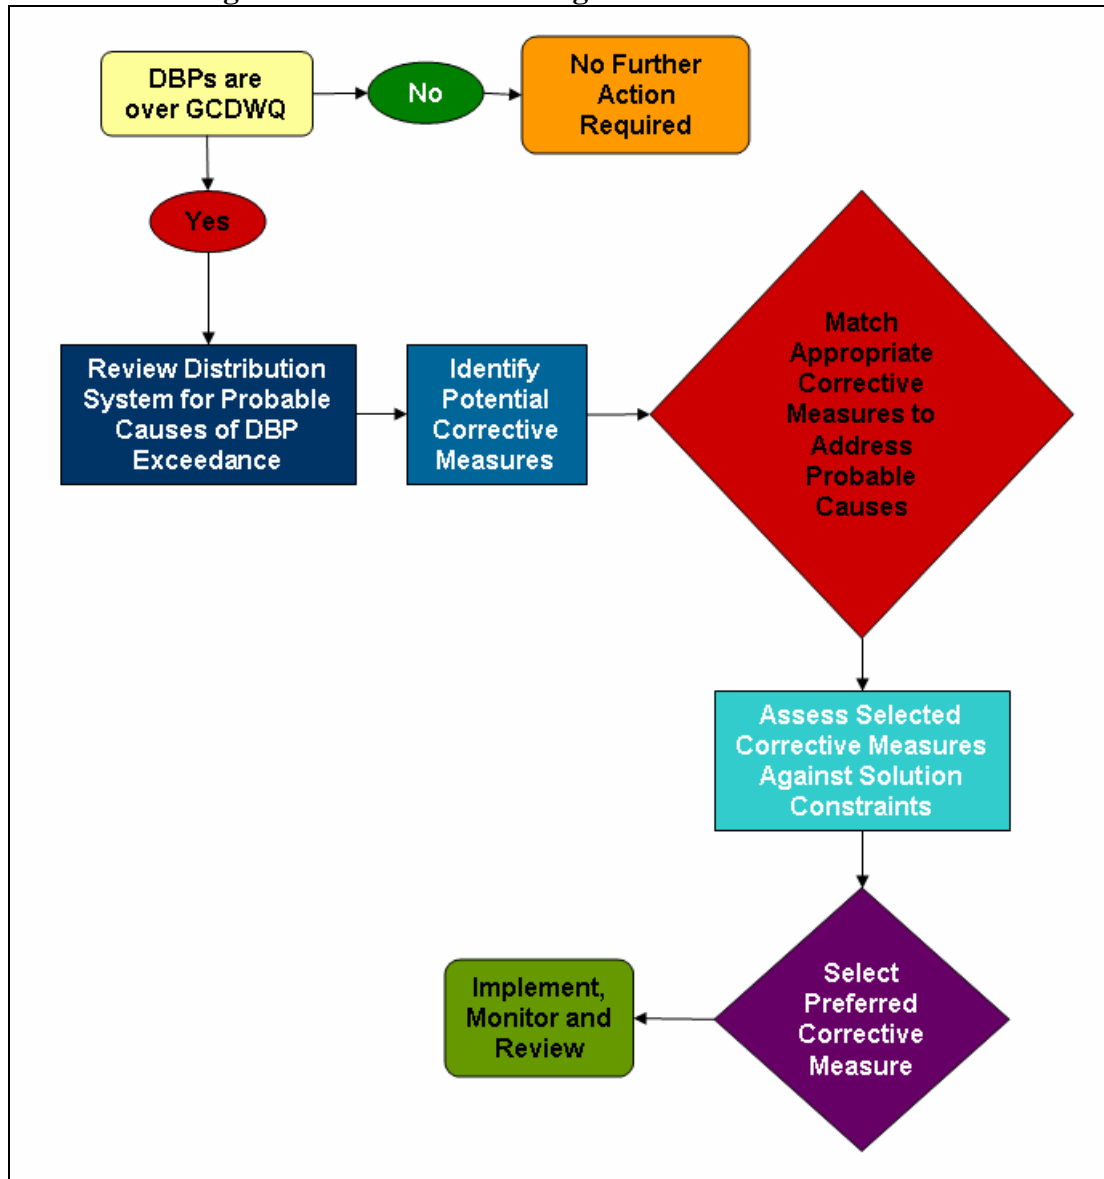 DBPs are
over GCDWQ
No
No Further
Action
Required
Yes
Review Distribution
System for Probable
Causes of DBP
Exceedance
Identify
Potential
Corrective
Measures
Match
Appropriate
Corrective
Measures to
Address
Probable
Causes
Assess Selected
Corrective Measures
Against Solution
Constraints
Select
Preferred
Corrective
Measure
Implement,
Monitor and
Review